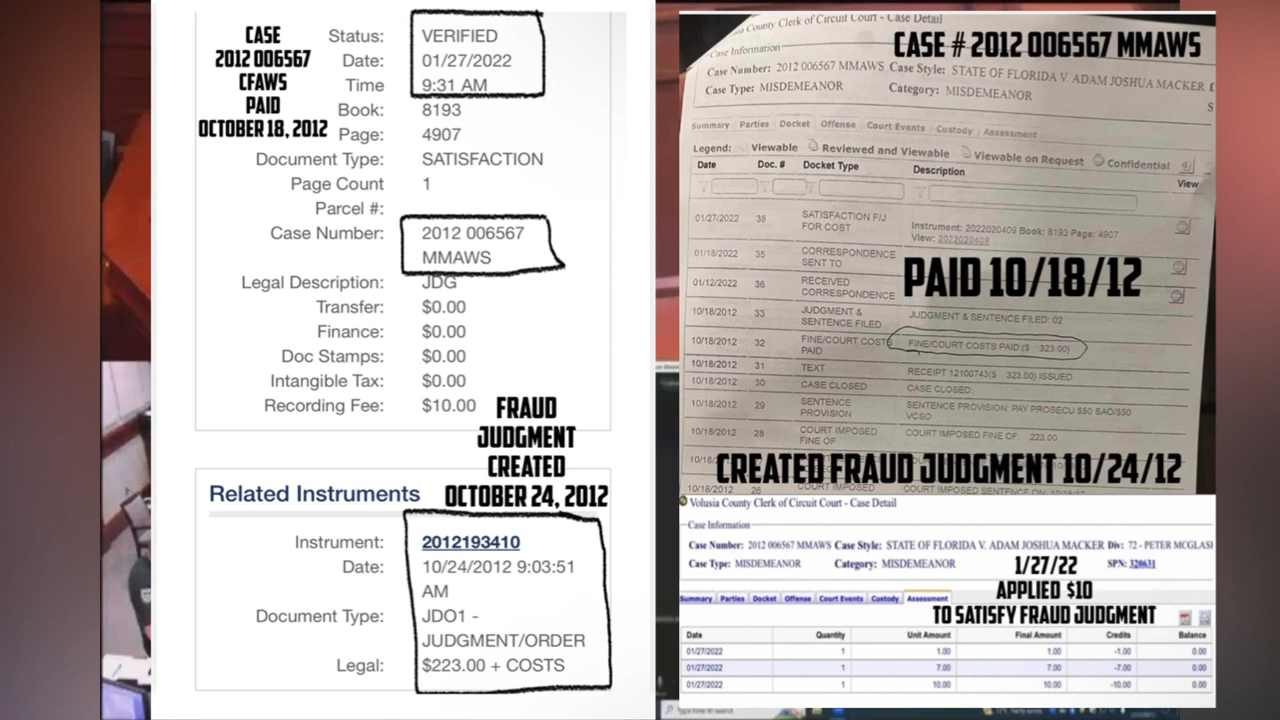 CASE
2012 006567
CFAWS
PAID
OCTOBER 18, 2012
Status: VERIFIED
Date: 01/27/2022
Time 9:31 AM
Book: 8193
Page: 4907
Document Type: SATISFACTION
Page Count 1
Parcel #:
Case Number: 2012 006567
MMAWS
Legal Description: JDG
Transfer: $0.00
Finance: $0.00
Doc Stamps: $0.00
Intangible Tax: $0.00
Recording Fee: $10.00
FRAUD
JUDGMENT
CREATED
OCTOBER 24, 2012
Related Instruments
Instrument: 2012193410
Date: 10/24/2012 9:03:51
AM
Document Type: JDO1 -
JUDGMENT/ORDER
Legal: $223.00 + COSTS
County Clerk of Circuit Court - Case Detail
CASE # 2012 006567 MMAWS
Case Information
Case Number: 2012 006567 MMAWS Case Style: STATE OF FLORIDA V. ADAM JOSHUA MACKER
Case Type: MISDEMEANOR Category: MISDEMEANOR
Summary Parties Docket Offense Court Events Custody Assessment
Legend: Viewable Reviewed and Viewable Viewable on Request Confidential
Date Doc. # Docket Type Description View
01/27/2022 38 SATISFACTION F/J
FOR COST
Instrument: 2022020409 Book: 8193 Page: 4907
View: 2022020409
01/18/2022 35 CORRESPONDENCE
SENT TO
PAID 10/18/12
01/12/2022 36 RECEIVED
CORRESPONDENCE
10/18/2012 33 JUDGMENT &
SENTENCE FILED
JUDGMENT & SENTENCE FILED: 02
10/18/2012 32 FINE/COURT COSTS
PAID
FINE/COURT COSTS PAID ($ 323.00)
10/18/2012 31 TEXT RECEIPT 12100743($ 323.00) ISSUED
10/18/2012 30 CASE CLOSED CASE CLOSED
10/18/2012 29 SENTENCE
PROVISION
SENTENCE PROVISION: PAY PROSECU $50 SAD/$50
VCSO
10/18/2012 28 COURT IMPOSED
FINE OF
COURT IMPOSED FINE OF: 223.00
CREATED FRAUD JUDGMENT 10/24/12
10/18/2012 26 COURT IMPOSED
Volusia County Clerk of Circuit Court - Case Detail
Case Information
Case Number: 2012 006567 MMAWS Case Style: STATE OF FLORIDA V. ADAM JOSHUA MACKER Div: 72 - PETER MCGLASI
Case Type: MISDEMEANOR Category: MISDEMEANOR SPN: 320631
1/27/22
APPLIED $10
TO SATISFY FRAUD JUDGMENT
Summary Parties Docket Offense Court Events Custody Assessment
Date Quantity Unit Amount Final Amount Credits Balance
01/27/2022 1 1.00 1.00 -1.00 0.00
01/27/2022 1 7.00 7.00 -7.00 0.00
01/27/2022 1 10.00 10.00 -10.00 0.00